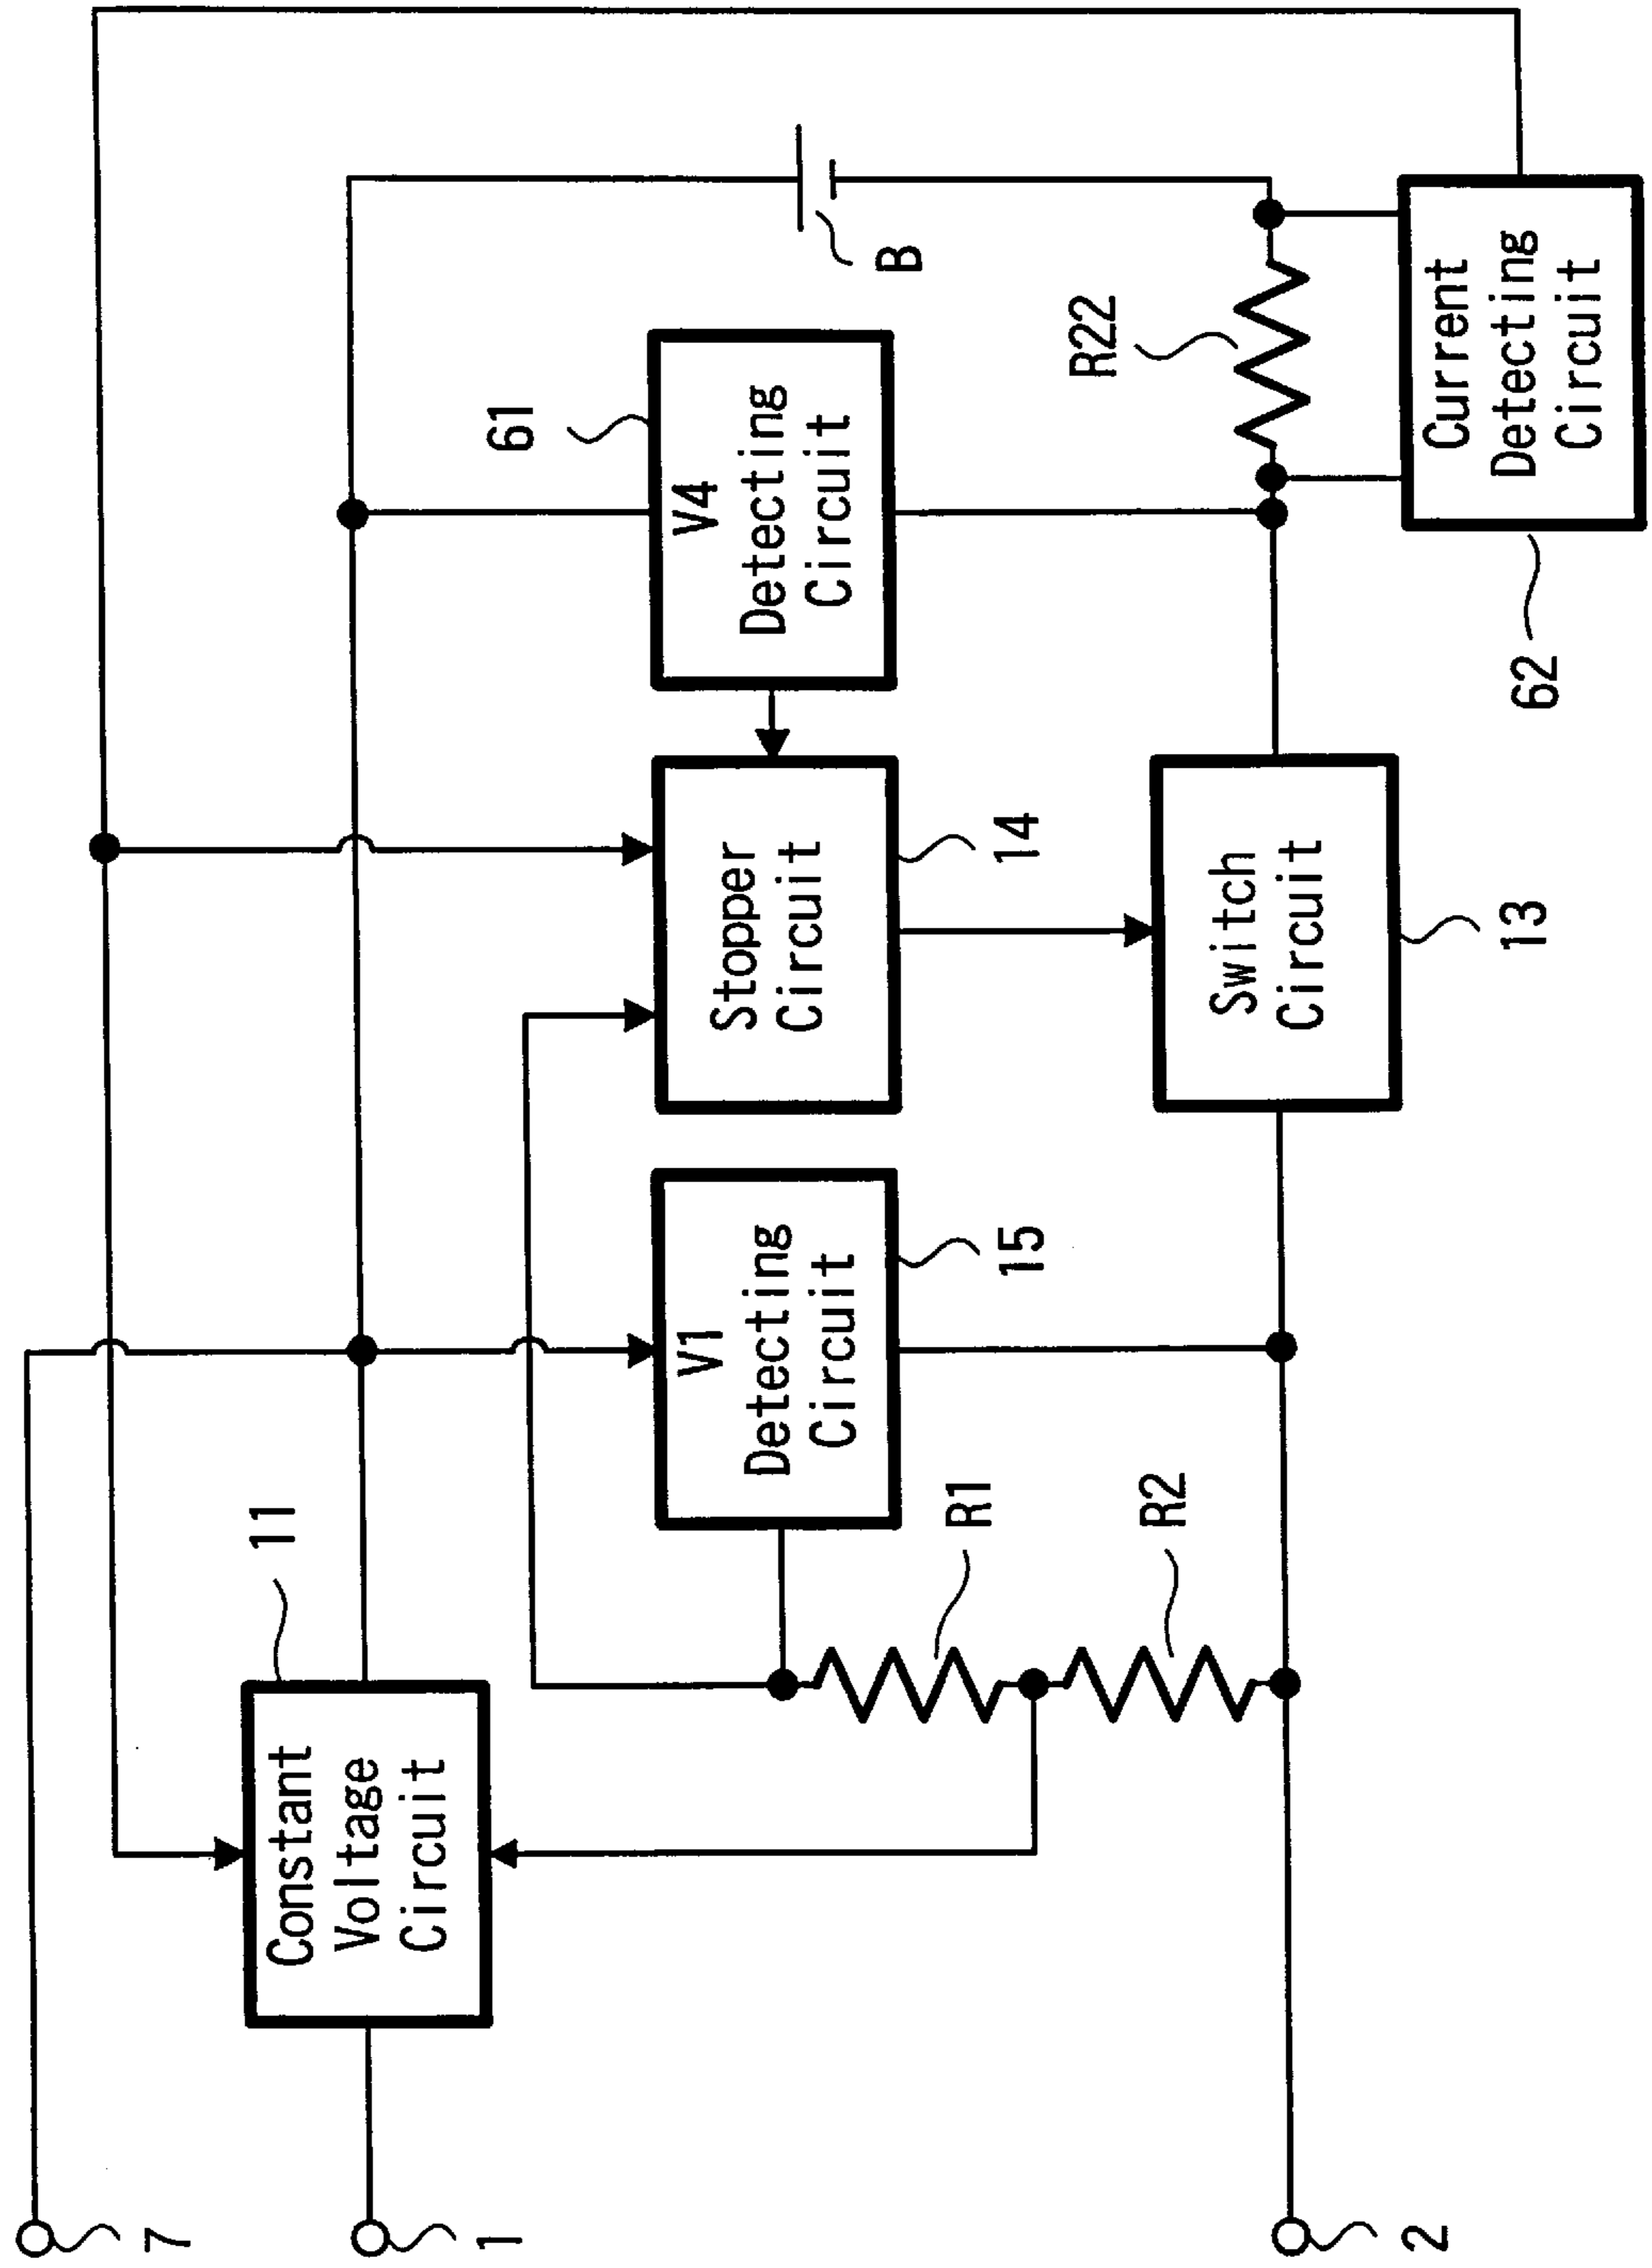 7
1
2
11
Constant
Voltage
Circuit
R1
R2
V1
Detecting
Circuit
15
Stopper
Circuit
14
Switch
Circuit
13
61
V4
Detecting
Circuit
B
R22
Current
Detecting
Circuit
62